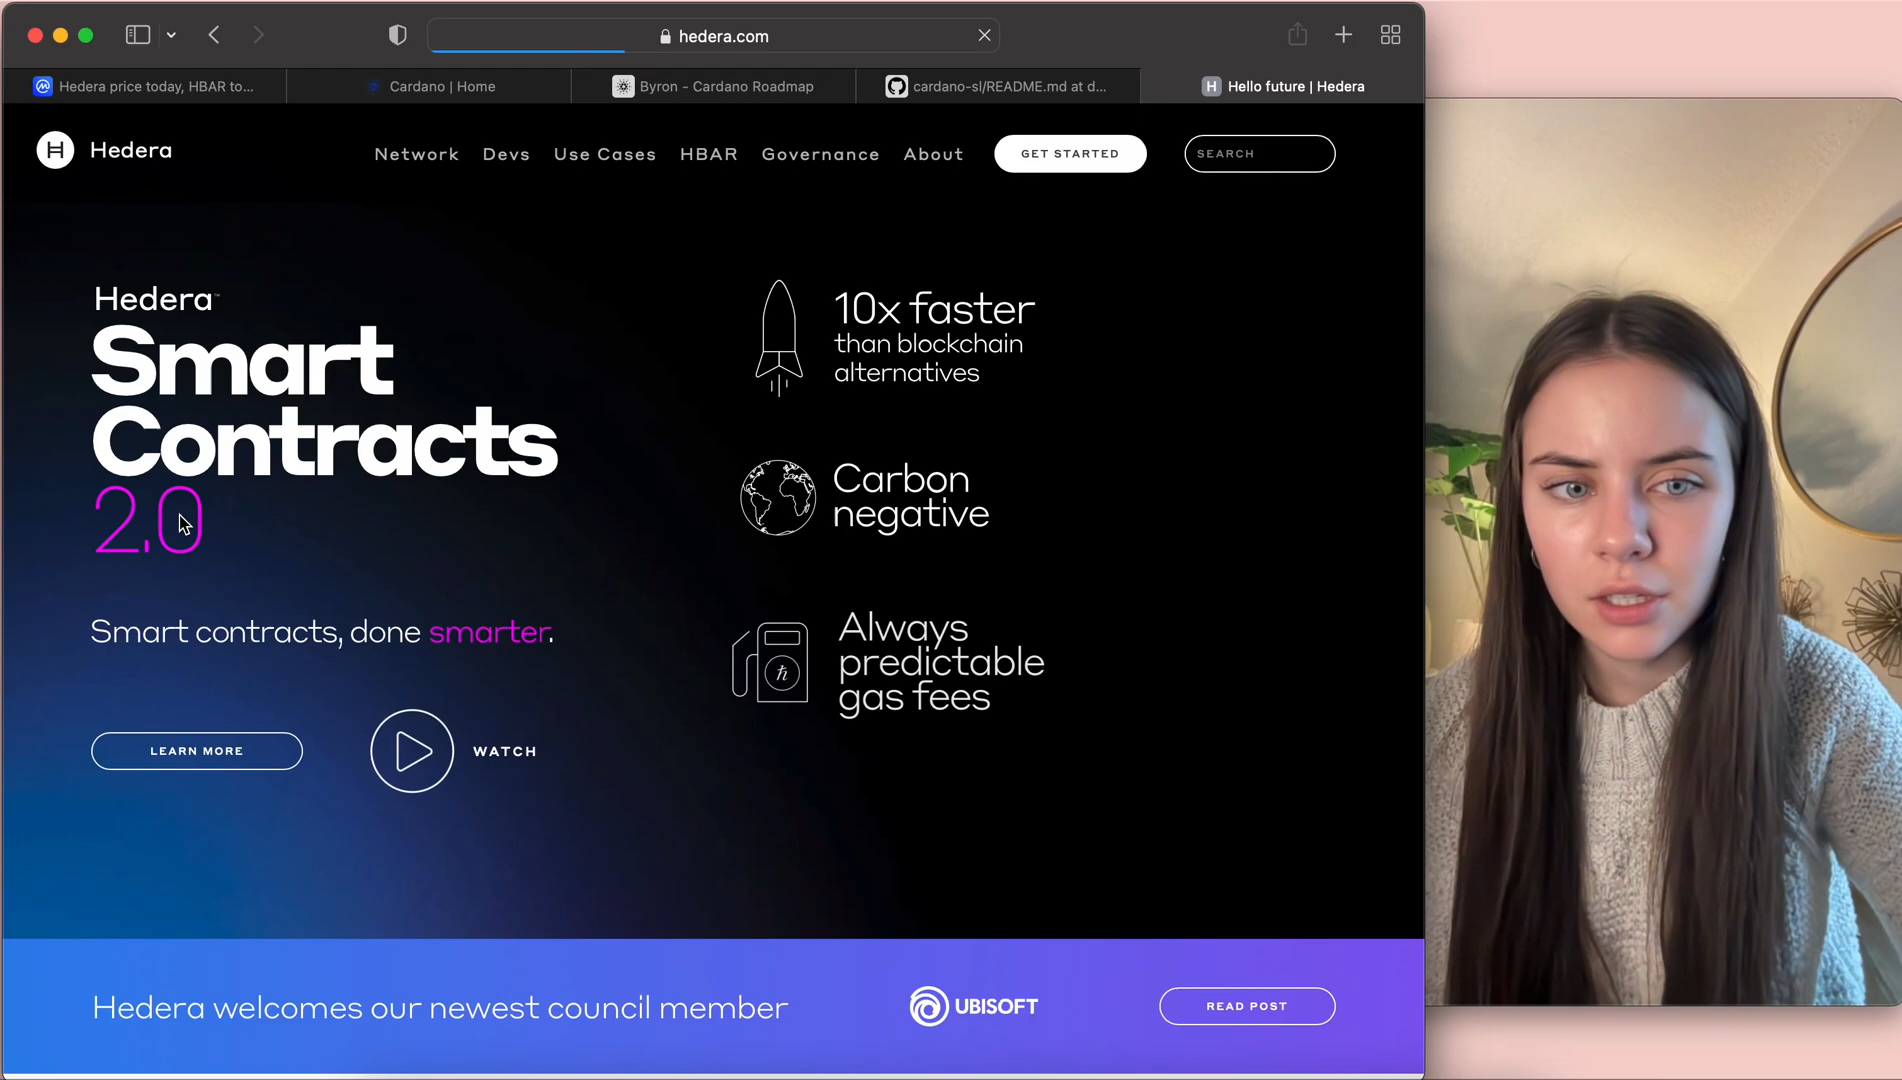 hedera.com
Hedera price today, HBAR to...
Cardano | Home
Byron - Cardano Roadmap
cardano-sl/README.md at d...
H Hello future | Hedera
H Hedera
Network
Devs
Use Cases
HBAR
Governance
About
GET STARTED
SEARCH
Hedera™
Smart
Contracts
2.0
Smart contracts, done smarter.
LEARN MORE
WATCH
10x faster
than blockchain
alternatives
Carbon
negative
ℏ
Always
predictable
gas fees
Hedera welcomes our newest council member
UBISOFT
READ POST